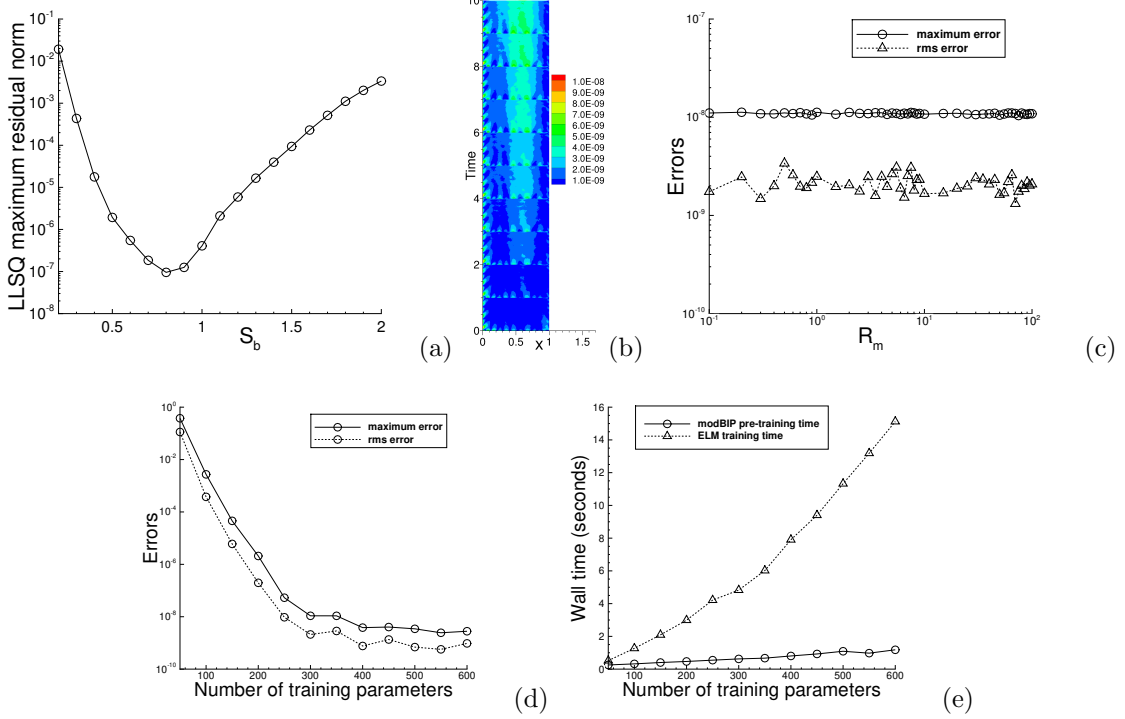 LLSQ maximum residual norm
10^-1
10^-2
10^-3
10^-4
10^-5
10^-6
10^-7
10^-8
0.5
1
1.5
2
S_b
(a)
Time
10
8
6
4
2
0
0
0.5
x
1
1.5
1.0E-08
9.0E-09
8.0E-09
7.0E-09
6.0E-09
5.0E-09
4.0E-09
3.0E-09
2.0E-09
1.0E-09
(b)
maximum error
rms error
Errors
10^-7
10^-8
10^-9
10^-10
10^-1
10^0
10^1
10^2
R_m
(c)
maximum error
rms error
Errors
10^0
10^-2
10^-4
10^-6
10^-8
10^-10
100
200
300
400
500
600
Number of training parameters
(d)
modBIP pre-training time
ELM training time
Wall time (seconds)
16
14
12
10
8
6
4
2
0
100
200
300
400
500
600
Number of training parameters
(e)